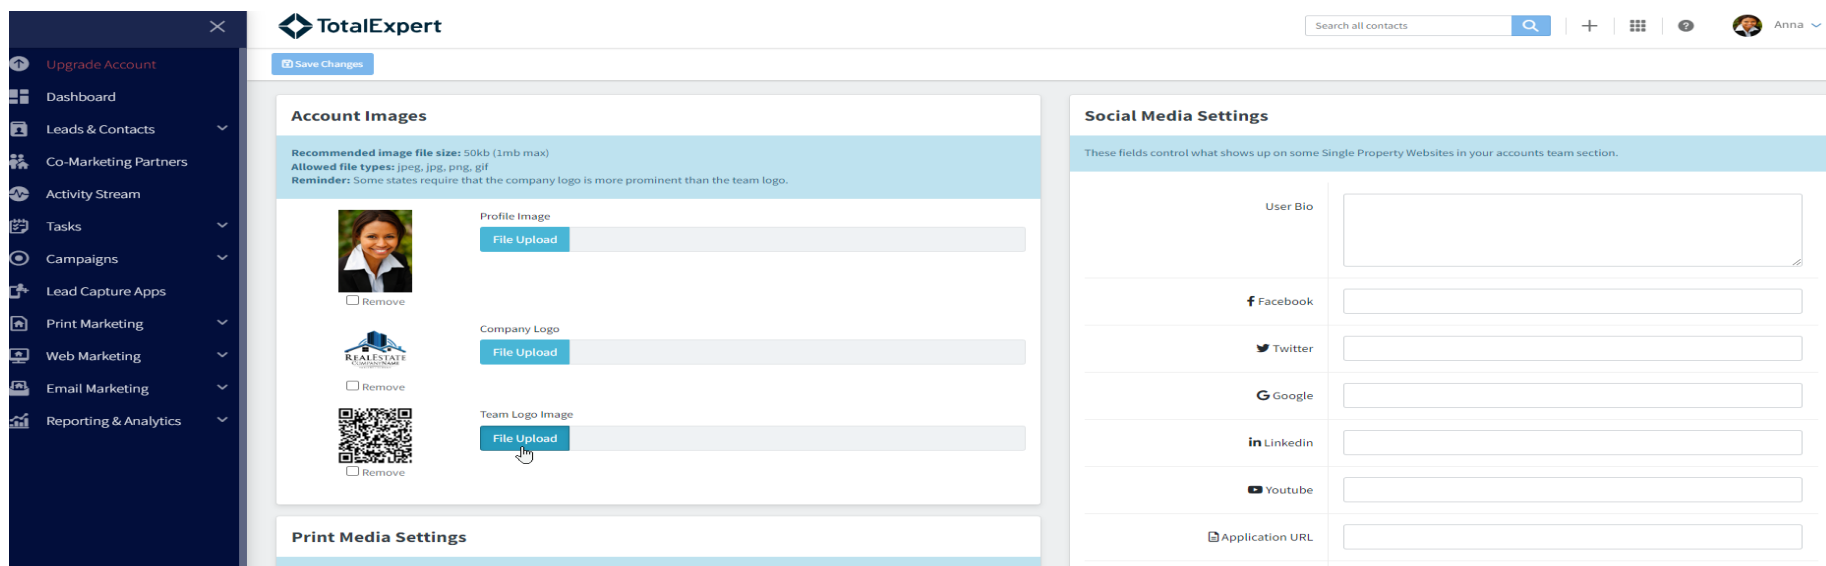 TotalExpert
Search all contacts
Anna
Save Changes
Upgrade Account
Dashboard
Leads & Contacts
Co-Marketing Partners
Activity Stream
Tasks
Campaigns
Lead Capture Apps
Print Marketing
Web Marketing
Email Marketing
Reporting & Analytics
Account Images
Recommended image file size: 50kb (1mb max)
Allowed file types: jpeg, jpg, png, gif
Reminder: Some states require that the company logo is more prominent than the team logo.
Profile Image
File Upload
Remove
Company Logo
File Upload
REALESTATE
COMPANYNAME
Remove
Team Logo Image
File Upload
Remove
Print Media Settings
Social Media Settings
These fields control what shows up on some Single Property Websites in your accounts team section.
User Bio
Facebook
Twitter
Google
Linkedin
Youtube
Application URL